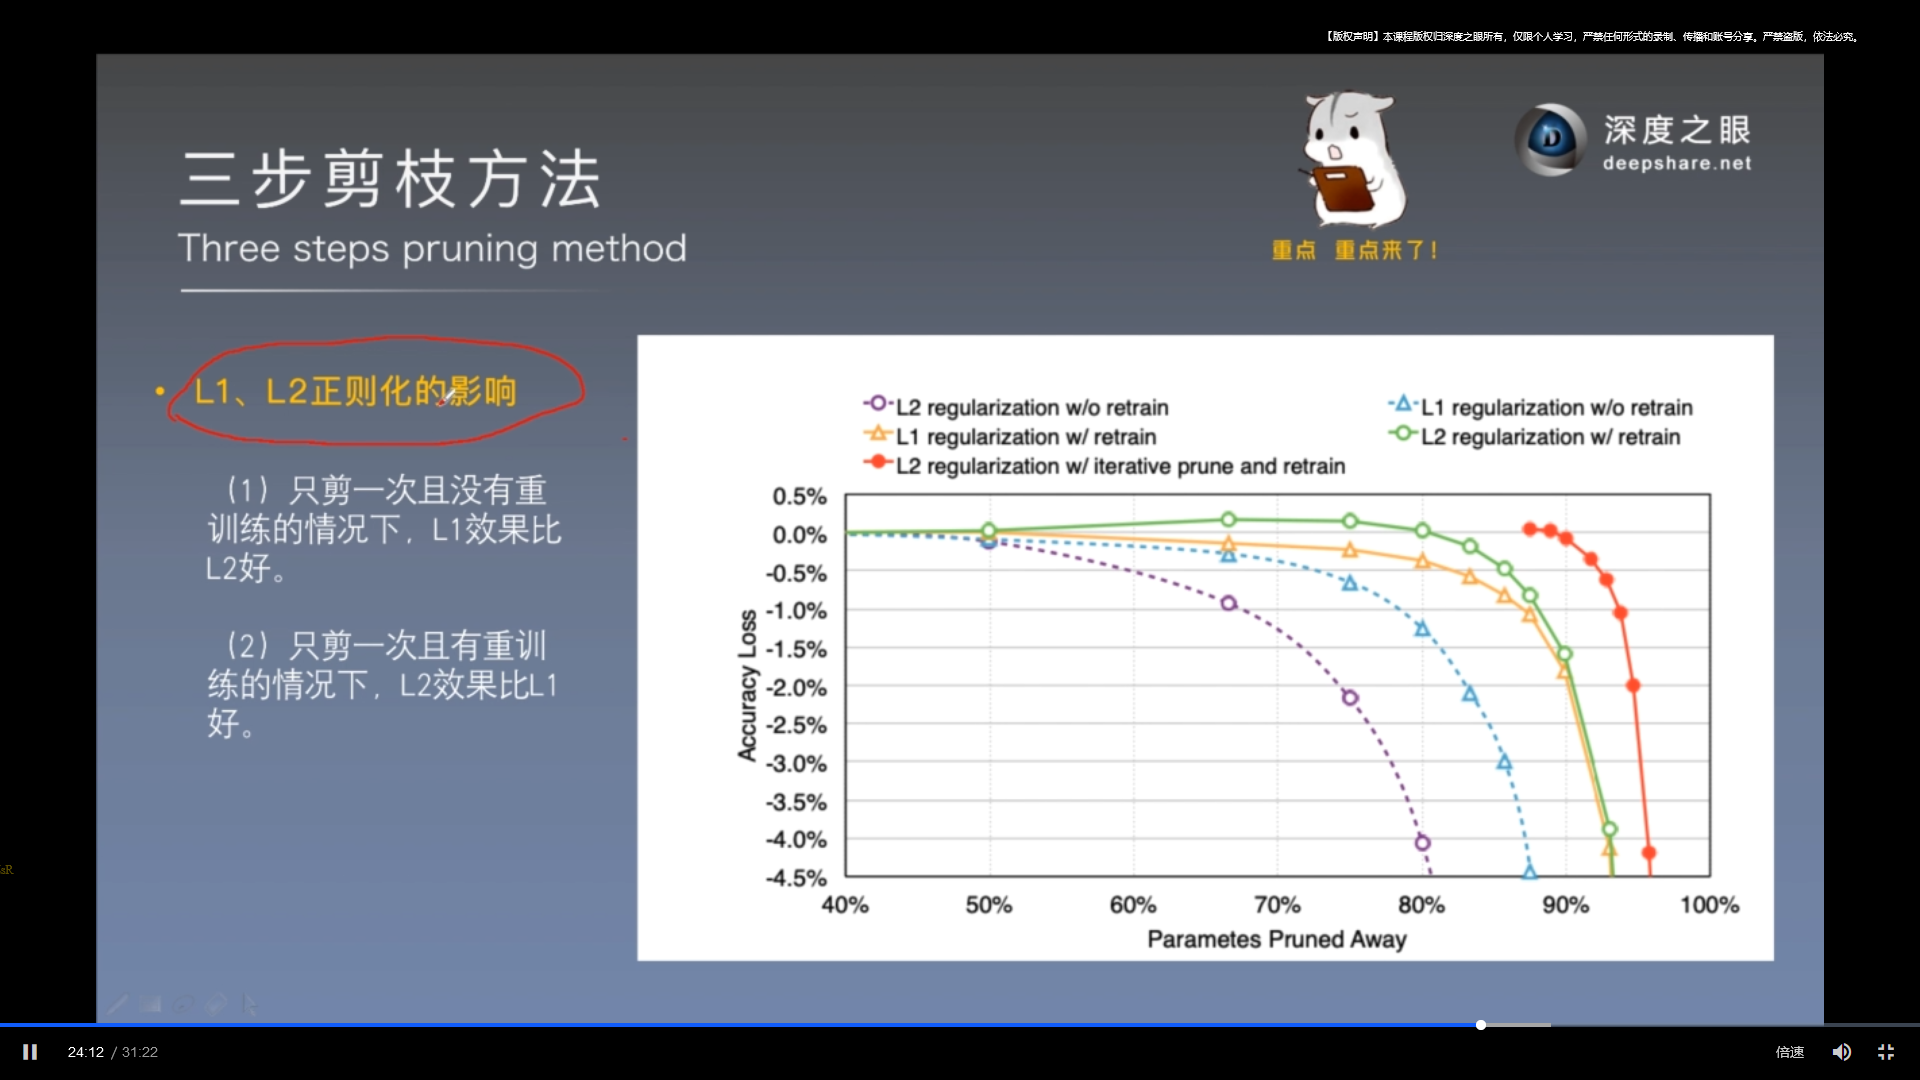 【版权声明】本课程版权归深度之眼所有，仅限个人学习，严禁任何形式的录制、传播和账号分享。严禁盗版，依法必究。
深度之眼
deepshare.net
三步剪枝方法
Three steps pruning method
重点 重点来了！
• L1、L2正则化的影响
（1）只剪一次且没有重
训练的情况下，L1效果比
L2好。
（2）只剪一次且有重训
练的情况下，L2效果比L1
好。
L2 regularization w/o retrain
L1 regularization w/o retrain
L1 regularization w/ retrain
L2 regularization w/ retrain
L2 regularization w/ iterative prune and retrain
0.5%
0.0%
-0.5%
-1.0%
-1.5%
-2.0%
-2.5%
-3.0%
-3.5%
-4.0%
-4.5%
Accuracy Loss
40% 50% 60% 70% 80% 90% 100%
Parametes Pruned Away
24:12 / 31:22
倍速